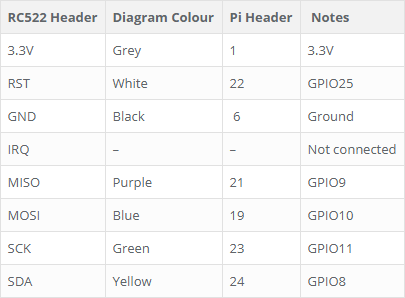 RC522 Header Diagram Colour Pi Header Notes
3.3V Grey 1 3.3V
RST White 22 GPIO25
GND Black 6 Ground
IRQ – – Not connected
MISO Purple 21 GPIO9
MOSI Blue 19 GPIO10
SCK Green 23 GPIO11
SDA Yellow 24 GPIO8